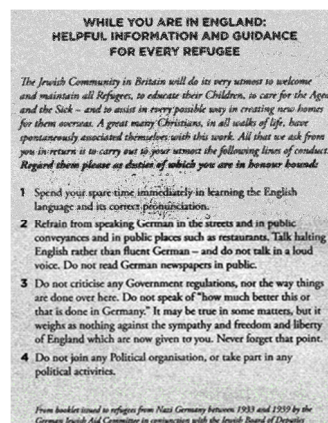 WHILE YOU ARE IN ENGLAND:
HELPFUL INFORMATION AND GUIDANCE
FOR EVERY REFUGEE
The Jewish Community in Britain will do its very utmost to welcome
and maintain all Refugees, to educate their Children, to care for the Aged
and the Sick – and to assist in every possible way in creating new homes
for them overseas. A great many Christians, in all walks of life, have
spontaneously associated themselves with this work. All that we ask from
you in return is to carry out to your utmost the following lines of conduct.
Regard them please as duties of which you are in honour bound:
1 Spend your spare time immediately in learning the English
language and its correct pronunciation.
2 Refrain from speaking German in the streets and in public
conveyances and in public places such as restaurants. Talk halting
English rather than fluent German – and do not talk in a loud
voice. Do not read German newspapers in public.
3 Do not criticise any Government regulations, nor the way things
are done over here. Do not speak of "how much better this or
that is done in Germany." It may be true in some matters, but it
weighs as nothing against the sympathy and freedom and liberty
of England which are now given to you. Never forget that point.
4 Do not join any Political organisation, or take part in any
political activities.
From booklet issued to refugees from Nazi Germany between 1933 and 1939 by the
German Jewish Aid Committee in conjunction with the Jewish Board of Deputies